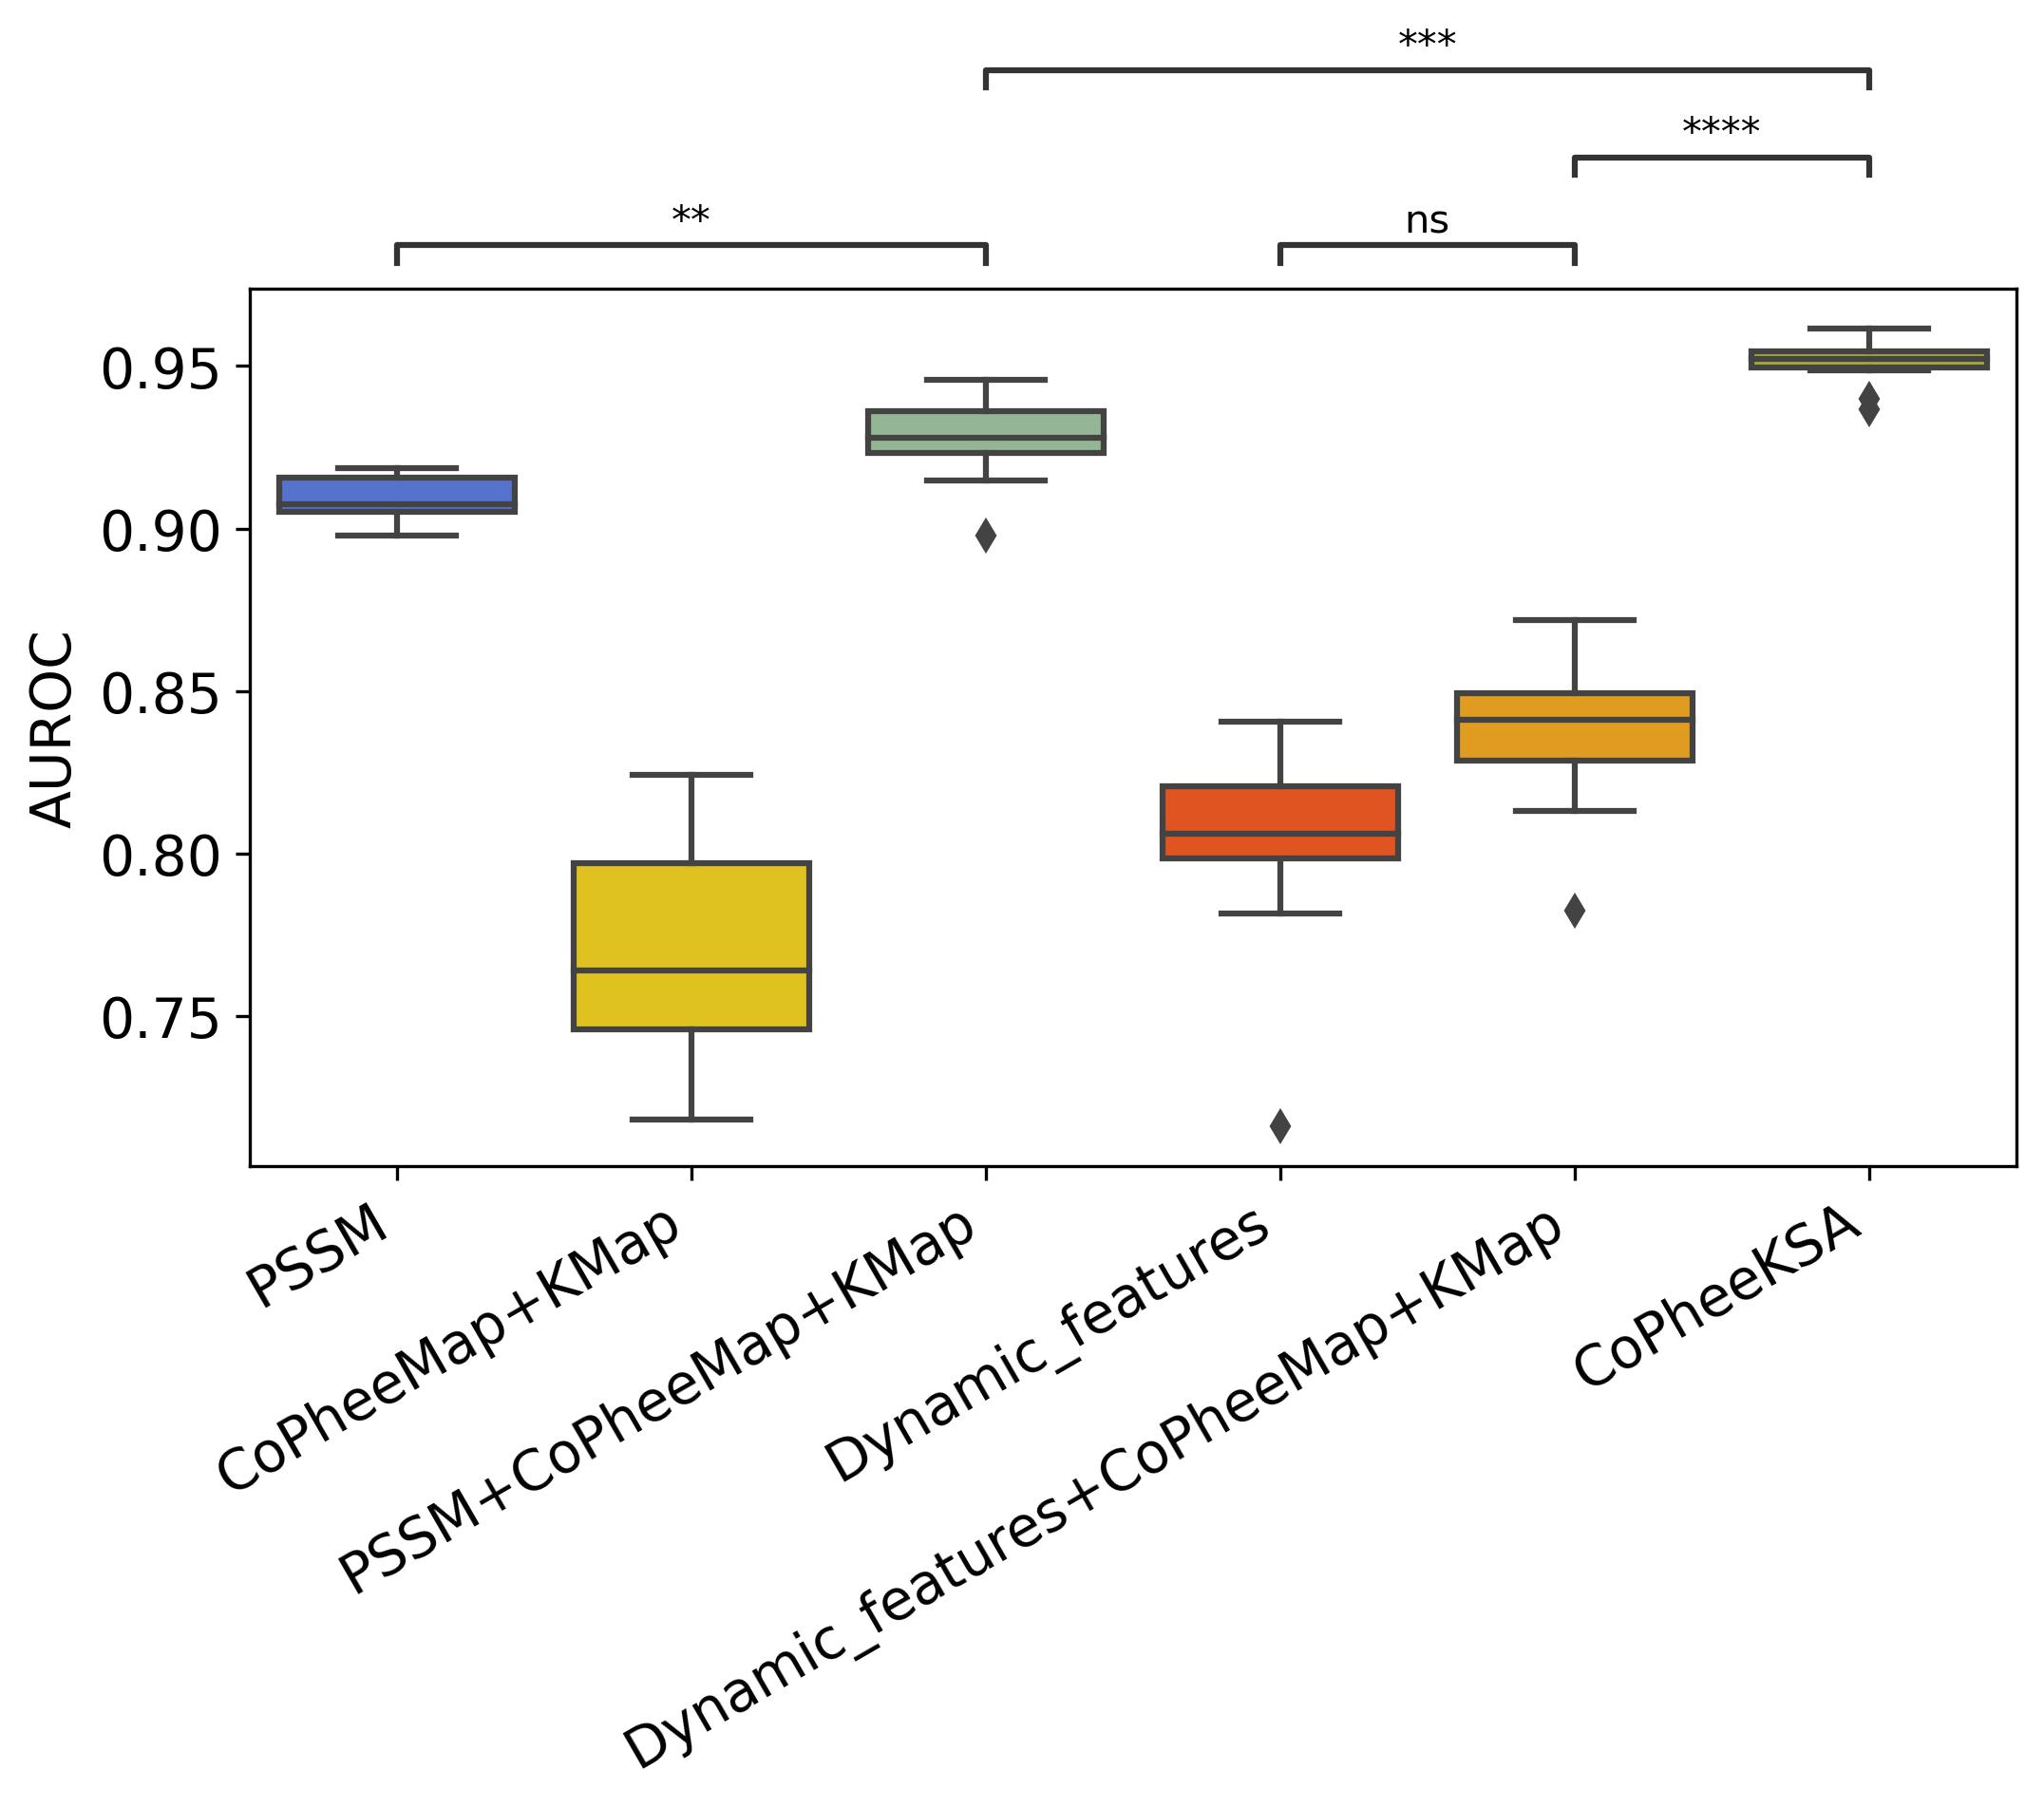 ***
****
**
ns
0.95
0.90
0.85
0.80
0.75
AUROC
PSSM
CoPheeMap+KMap
PSSM+CoPheeMap+KMap
Dynamic_features
Dynamic_features+CoPheeMap+KMap
CoPheeKSA